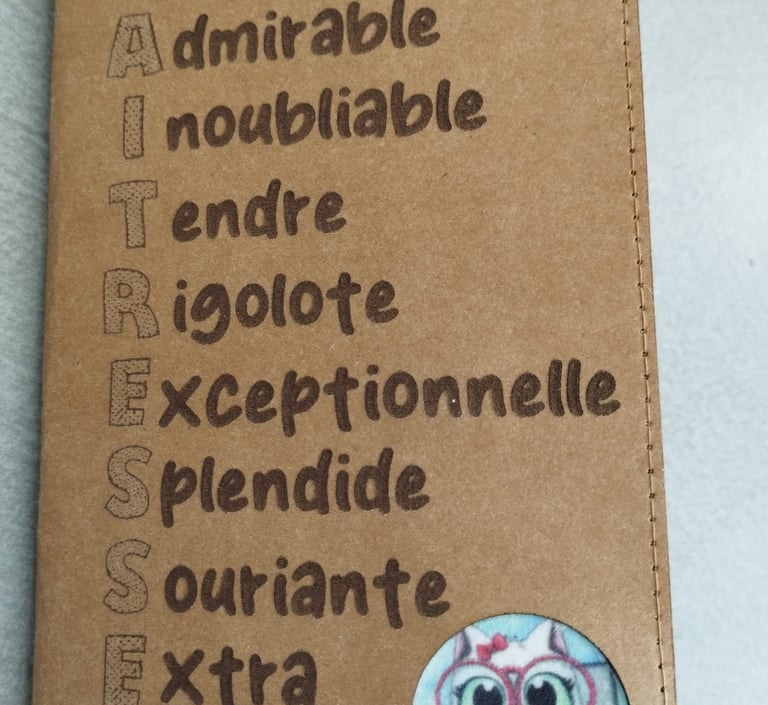 Admirable
Inoubliable
Tendre
Rigolote
Exceptionnelle
Splendide
Souriante
Extra